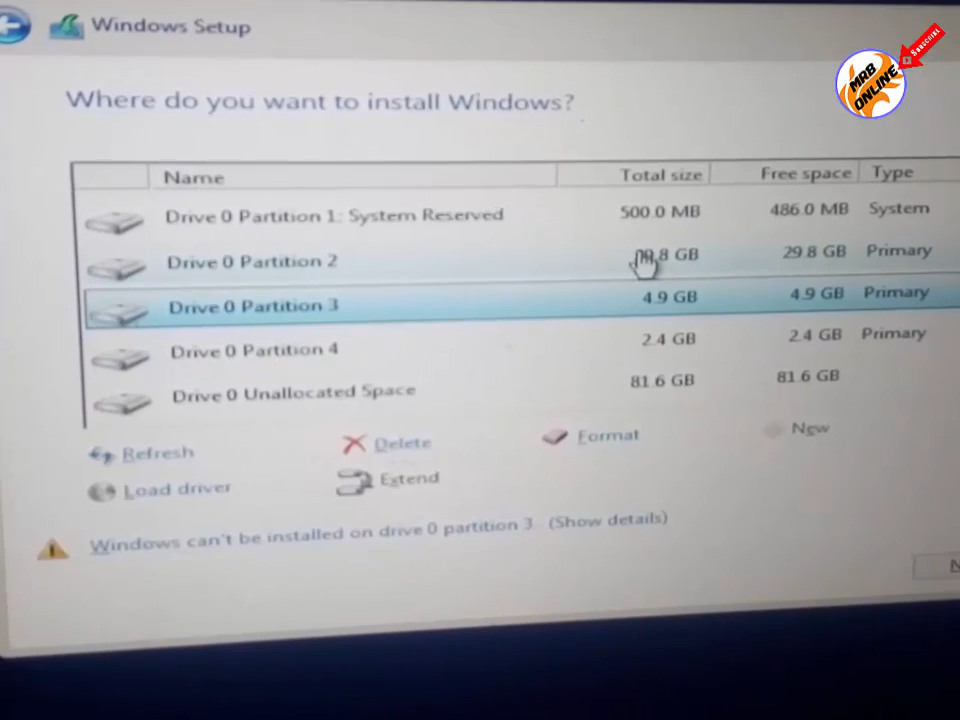 Windows Setup
SUBSCRIBE
MRB
ONLINE
Where do you want to install Windows?
Name Total size Free space Type
Drive 0 Partition 1: System Reserved 500.0 MB 486.0 MB System
Drive 0 Partition 2 GB 29.8 GB Primary
Drive 0 Partition 3 4.9 GB 4.9 GB Primary
Drive 0 Partition 4 2.4 GB 2.4 GB Primary
Drive 0 Unallocated Space 81.6 GB 81.6 GB
Refresh Delete Format New
Load driver Extend
Windows can't be installed on drive 0 partition 3 (Show details)